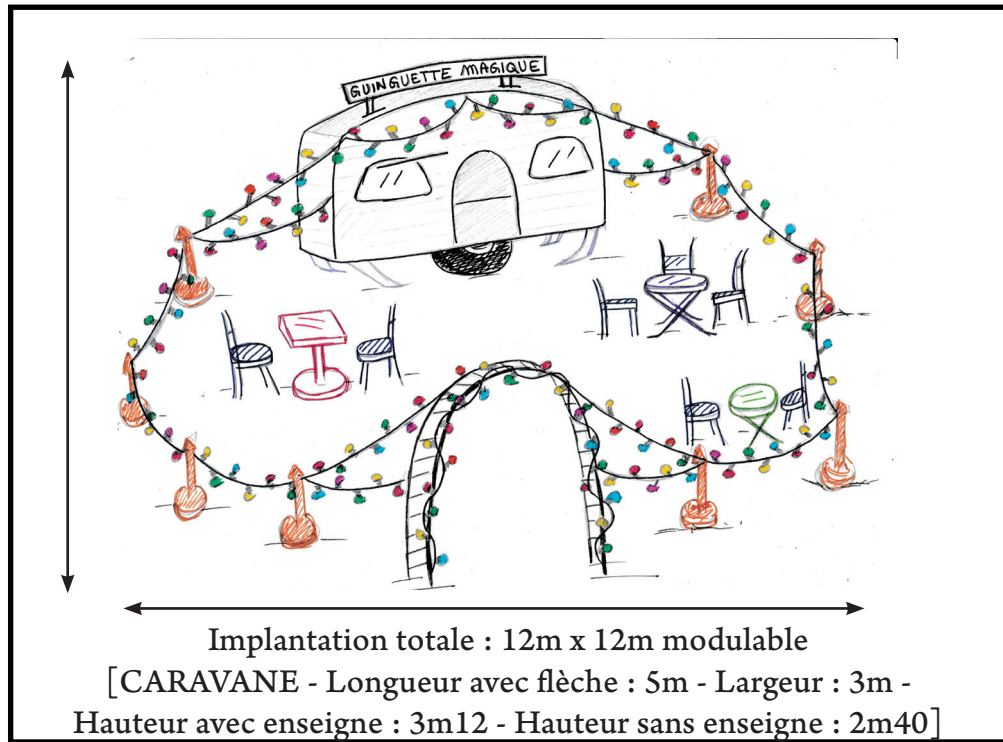 GUINGUETTE MAGIQUE
Implantation totale : 12m x 12m modulable
[CARAVANE - Longueur avec flèche : 5m - Largeur : 3m -
Hauteur avec enseigne : 3m12 - Hauteur sans enseigne : 2m40]